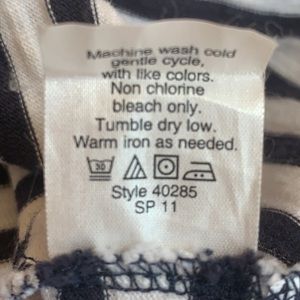 Machine wash cold
gentle cycle,
with like colors.
Non chlorine
bleach only.
Tumble dry low.
Warm iron as needed.
30
Style 40285
SP 11